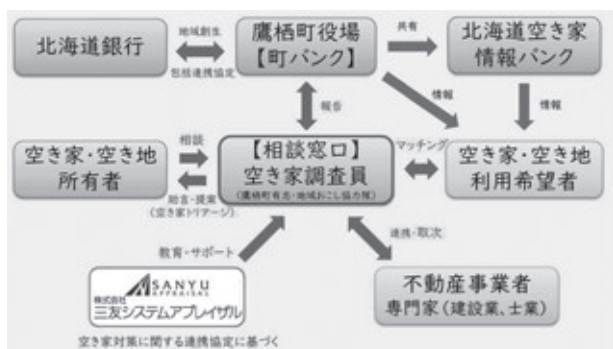 北海道銀行
地域創生
包括連携協定
鷹栖町役場
【町バンク】
共有
北海道空き家
情報バンク
報告
情報
情報
空き家・空き地
所有者
相談
助言・提案
(空き家トリアージ)
【相談窓口】
空き家調査員
(鷹栖町有志・地域おこし協力隊)
マッチング
空き家・空き地
利用希望者
教育・サポート
連携・取次
SANYU
APPRAISAL
株式会社
三友システムアプレイザル
不動産事業者
専門家(建設業、士業)
空き家対策に関する連携協定に基づく